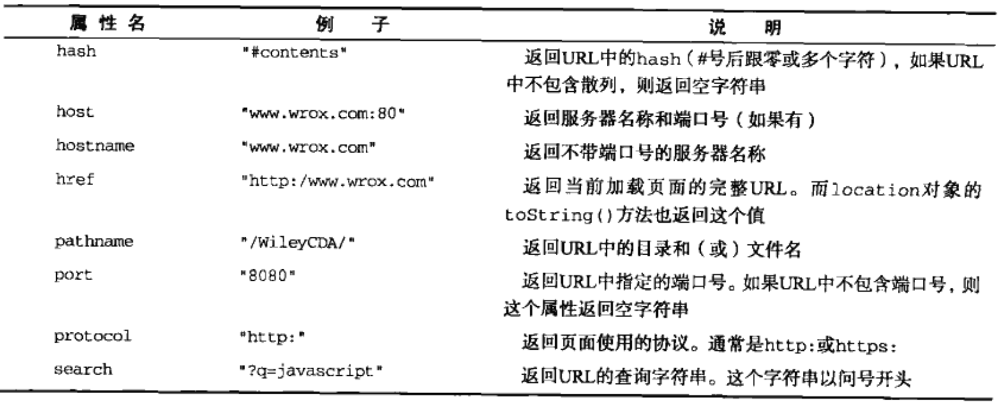 属性名 例 子 说 明
hash "#contents" 返回URL中的hash（#号后跟零或多个字符），如果URL
中不包含散列，则返回空字符串
host "www.wrox.com:80" 返回服务器名称和端口号（如果有）
hostname "www.wrox.com" 返回不带端口号的服务器名称
href "http:/www.wrox.com" 返回当前加载页面的完整URL。而location对象的
toString()方法也返回这个值
pathname "/WileyCDA/" 返回URL中的目录和（或）文件名
port "8080" 返回URL中指定的端口号。如果URL中不包含端口号，则
这个属性返回空字符串
protocol "http:" 返回页面使用的协议。通常是http:或https:
search "?q=javascript" 返回URL的查询字符串。这个字符串以问号开头